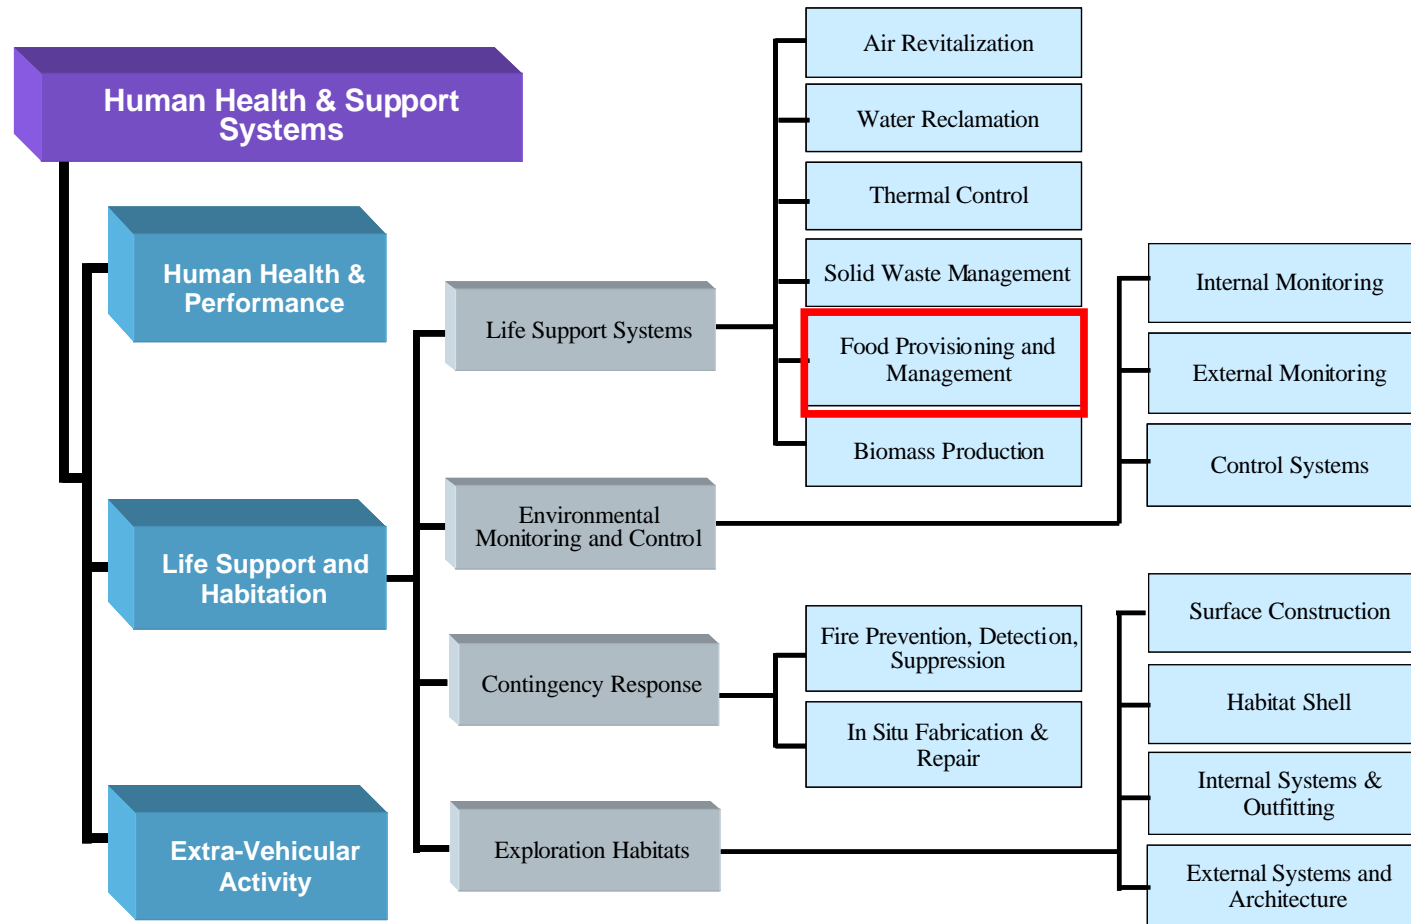 Human Health & Support
Systems
Human Health &
Performance
Life Support and
Habitation
Extra-Vehicular
Activity
Life Support Systems
Environmental
Monitoring and Control
Contingency Response
Exploration Habitats
Air Revitalization
Water Reclamation
Thermal Control
Solid Waste Management
Food Provisioning and
Management
Biomass Production
Fire Prevention, Detection,
Suppression
In Situ Fabrication &
Repair
Internal Monitoring
External Monitoring
Control Systems
Surface Construction
Habitat Shell
Internal Systems &
Outfitting
External Systems and
Architecture